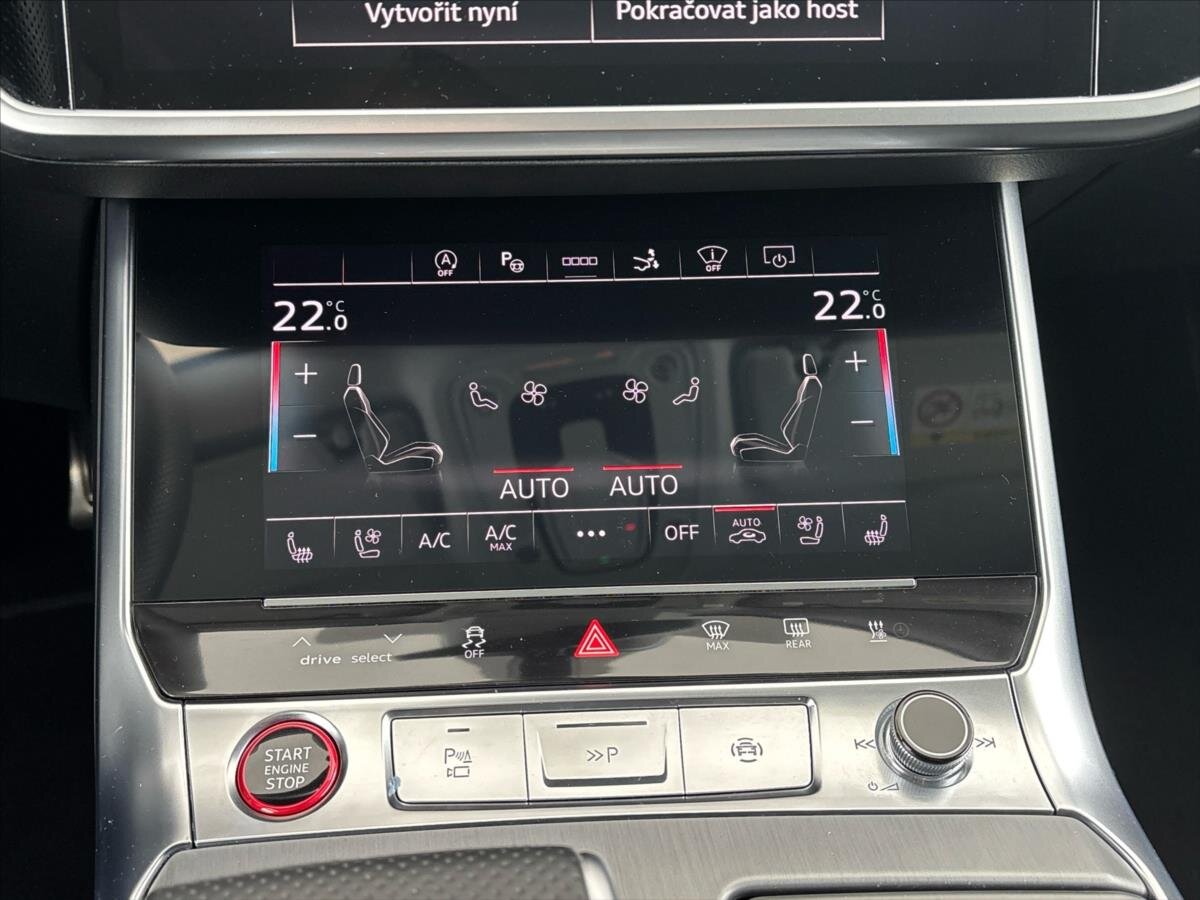 Vytvořit nyní Pokračovat jako host
A OFF P i OFF
22.0 °C 22.0 °C
+ +
− −
AUTO AUTO
A/C A/C MAX ••• OFF AUTO
drive select OFF MAX REAR
START
ENGINE
STOP
P >>P